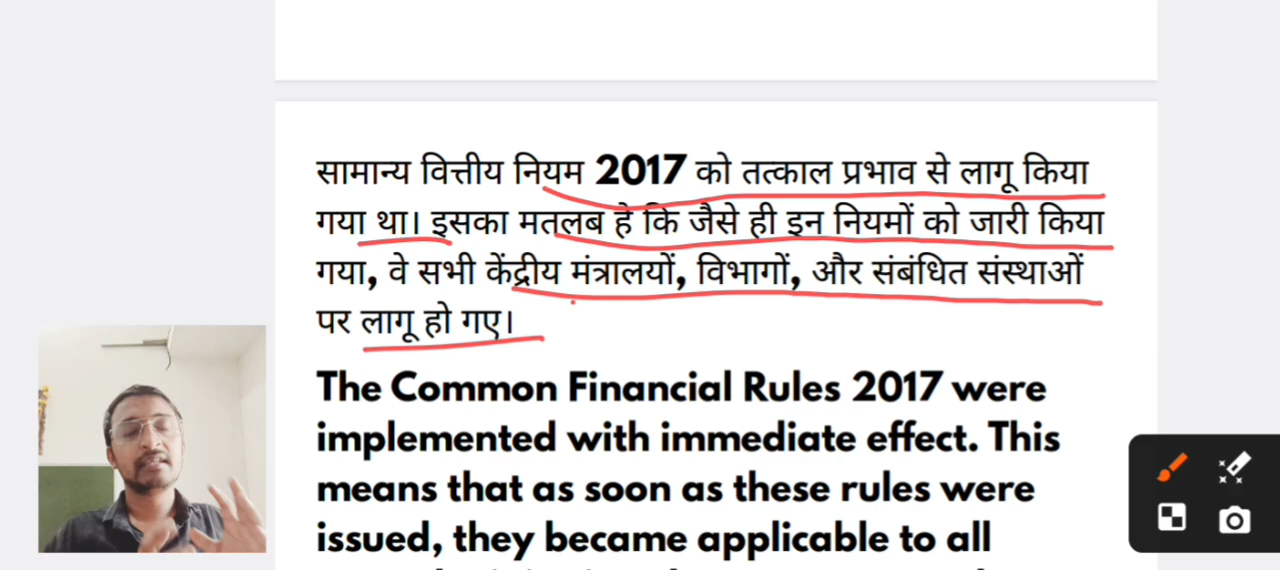 सामान्य वित्तीय नियम 2017 को तत्काल प्रभाव से लागू किया
गया था। इसका मतलब है कि जैसे ही इन नियमों को जारी किया
गया, वे सभी केंद्रीय मंत्रालयों, विभागों, और संबंधित संस्थाओं
पर लागू हो गए।
The Common Financial Rules 2017 were
implemented with immediate effect. This
means that as soon as these rules were
issued, they became applicable to all